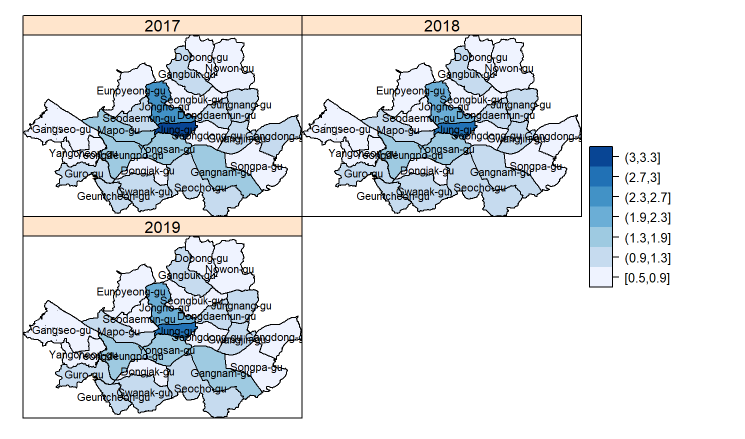 2017
2018
Dobong-gu
Nowon-gu
Gangbuk-gu
Eunpyeong-gu
Seongbuk-gu
Jongno-gu
Jungnang-gu
Seodaemun-gu
Dongdaemun-gu
Gangseo-gu
Mapo-gu
Jung-gu
Seongdong-gu
Gwangjin-gu
Gangdong-gu
Yangcheon-gu
Yeongdeungpo-gu
Yongsan-gu
Guro-gu
Dongjak-gu
Gangnam-gu
Songpa-gu
Geumcheon-gu
Gwanak-gu
Seocho-gu
Dobong-gu
Nowon-gu
Gangbuk-gu
Eunpyeong-gu
Seongbuk-gu
Jongno-gu
Jungnang-gu
Seodaemun-gu
Dongdaemun-gu
Gangseo-gu
Mapo-gu
Jung-gu
Seongdong-gu
Gwangjin-gu
Gangdong-gu
Yangcheon-gu
Yeongdeungpo-gu
Yongsan-gu
Guro-gu
Dongjak-gu
Gangnam-gu
Songpa-gu
Geumcheon-gu
Gwanak-gu
Seocho-gu
(3,3.3]
(2.7,3]
(2.3,2.7]
(1.9,2.3]
(1.3,1.9]
(0.9,1.3]
[0.5,0.9]
2019
Dobong-gu
Nowon-gu
Gangbuk-gu
Eunpyeong-gu
Seongbuk-gu
Jongno-gu
Jungnang-gu
Seodaemun-gu
Dongdaemun-gu
Gangseo-gu
Mapo-gu
Jung-gu
Seongdong-gu
Gwangjin-gu
Gangdong-gu
Yangcheon-gu
Yeongdeungpo-gu
Yongsan-gu
Guro-gu
Dongjak-gu
Gangnam-gu
Songpa-gu
Geumcheon-gu
Gwanak-gu
Seocho-gu